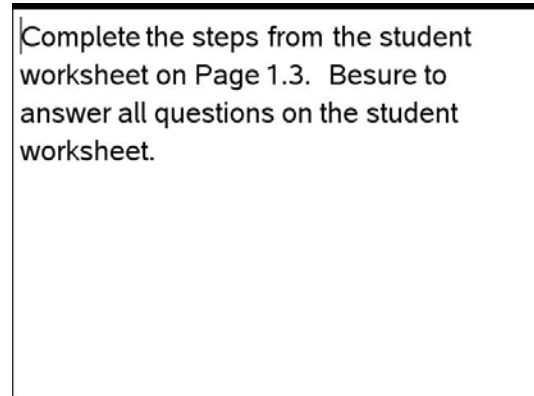 Complete the steps from the student
worksheet on Page 1.3. Besure to
answer all questions on the student
worksheet.